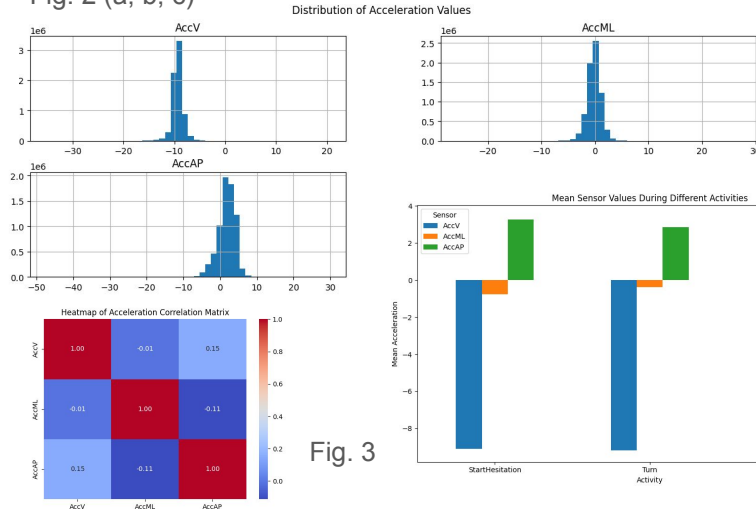 Fig. 2 (a, b, c)
Distribution of Acceleration Values
AccV
1e6
3
2
1
0
−30 −20 −10 0 10 20
AccML
1e6
2.5
2.0
1.5
1.0
0.5
0.0
−20 −10 0 10 20 30
AccAP
1e6
2.0
1.5
1.0
0.5
0.0
−50 −40 −30 −20 −10 0 10 20 30
Mean Sensor Values During Different Activities
Sensor
AccV
AccML
AccAP
4
2
0
−2
−4
−6
−8
Mean Acceleration
StartHesitation Turn
Activity
Heatmap of Acceleration Correlation Matrix
AccV
1.00 -0.01 0.15
AccML
-0.01 1.00 -0.11
AccAP
0.15 -0.11 1.00
AccV AccML AccAP
1.0
0.8
0.6
0.4
0.2
0.0
Fig. 3